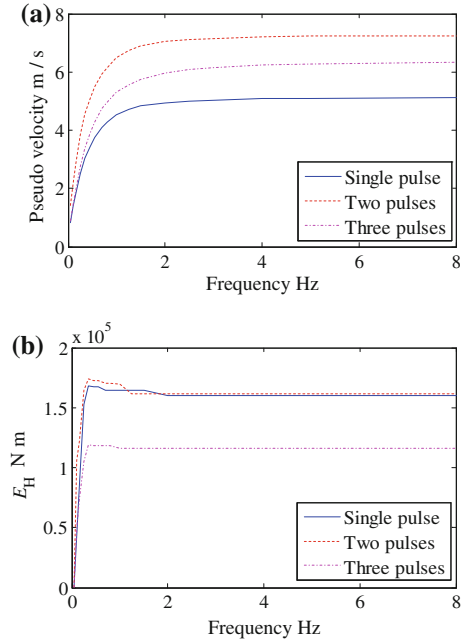 (a)
Pseudo velocity m / s
8
6
4
2
0
0
2
4
6
8
Frequency Hz
Single pulse
Two pulses
Three pulses
(b)
x 10^5
E_H N m
2
1.5
1
0.5
0
0
2
4
6
8
Frequency Hz
Single pulse
Two pulses
Three pulses